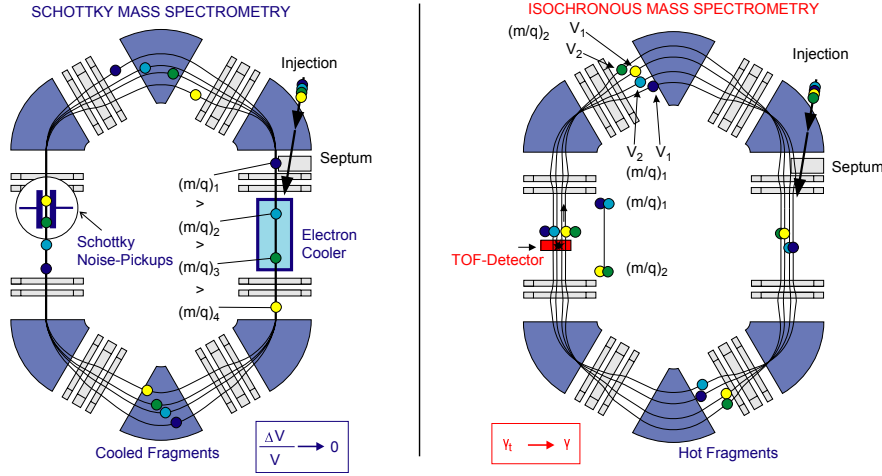 SCHOTTKY MASS SPECTROMETRY
Injection
Septum
(m/q)1
>
(m/q)2
>
(m/q)3
>
(m/q)4
Electron
Cooler
Schottky
Noise-Pickups
Cooled Fragments
ΔV
V
0
ISOCHRONOUS MASS SPECTROMETRY
(m/q)2
V1
V2
Injection
V2
V1
(m/q)1
Septum
(m/q)1
TOF-Detector
(m/q)2
γt
γ
Hot Fragments